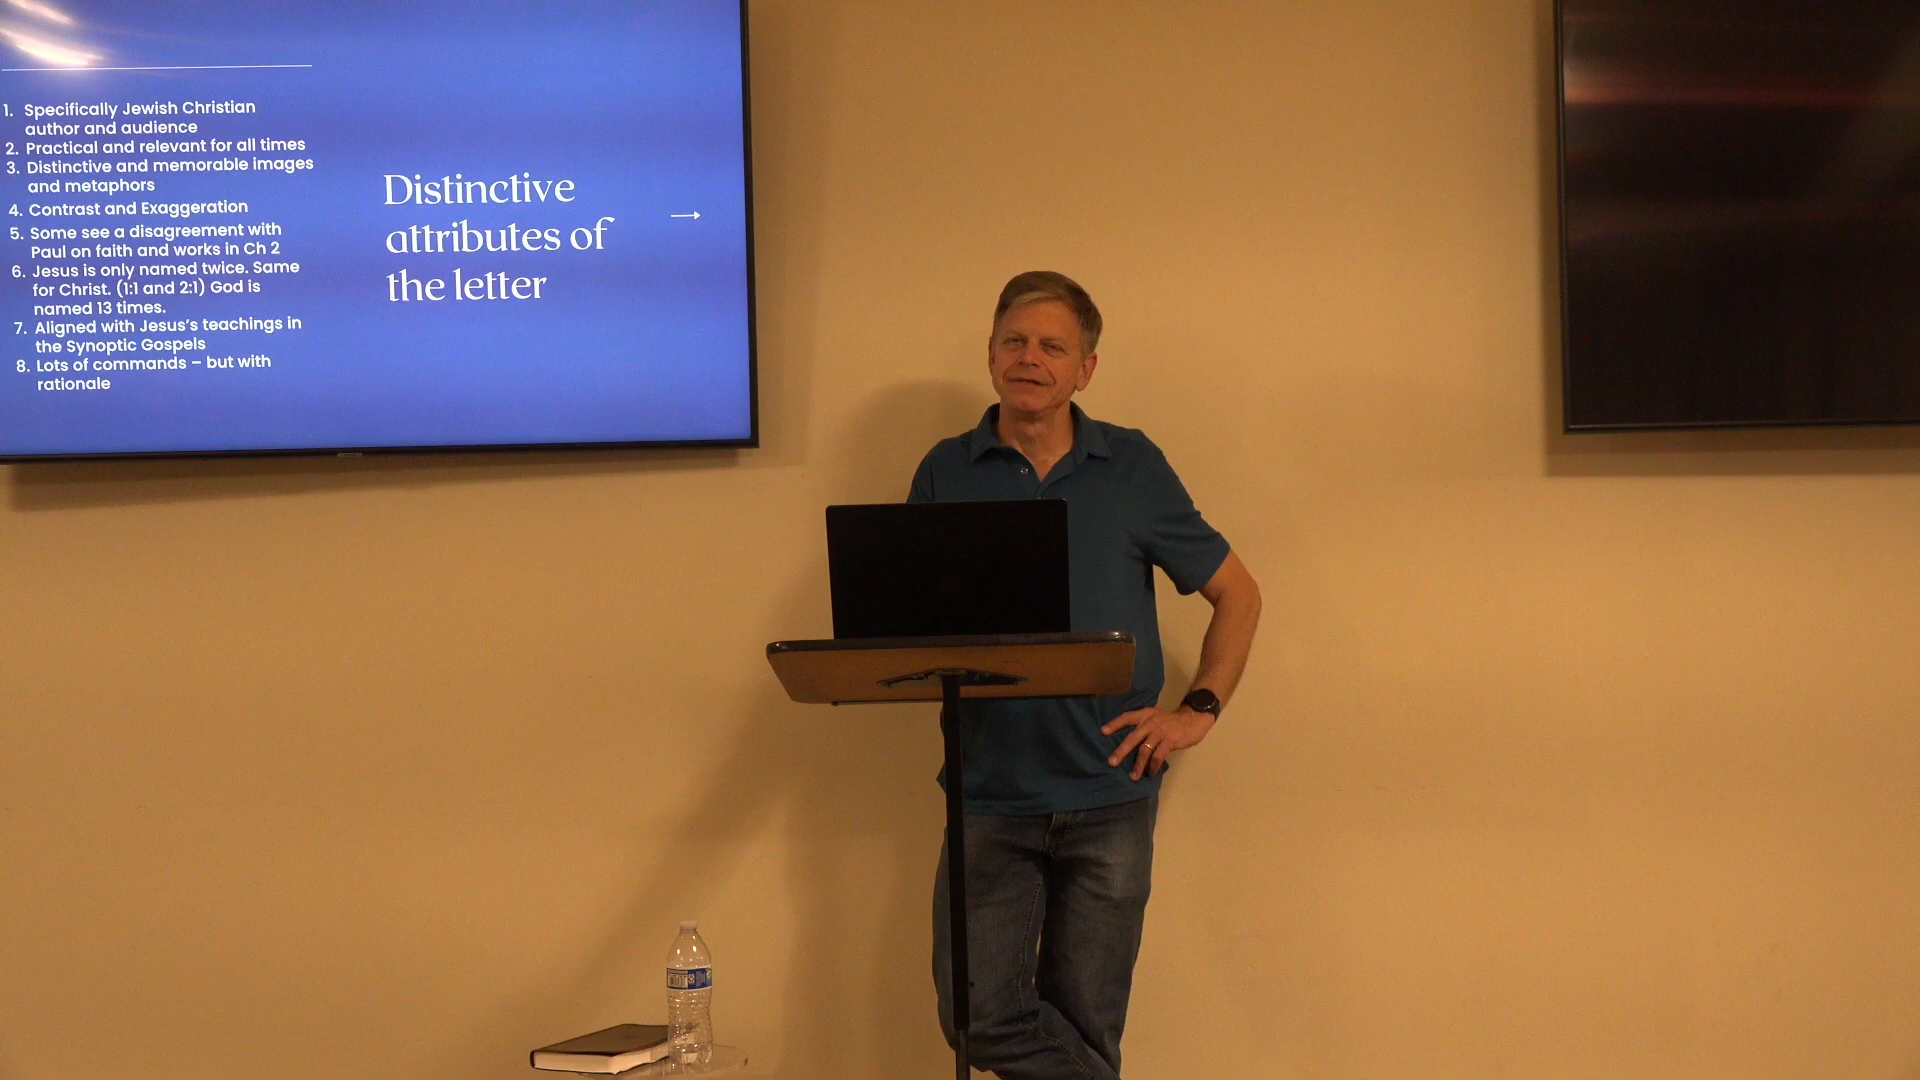 1. Specifically Jewish Christian
author and audience
2. Practical and relevant for all times
3. Distinctive and memorable images
and metaphors
4. Contrast and Exaggeration
5. Some see a disagreement with
Paul on faith and works in Ch 2
6. Jesus is only named twice. Same
for Christ. (1:1 and 2:1) God is
named 13 times.
7. Aligned with Jesus's teachings in
the Synoptic Gospels
8. Lots of commands – but with
rationale
Distinctive
attributes of
the letter